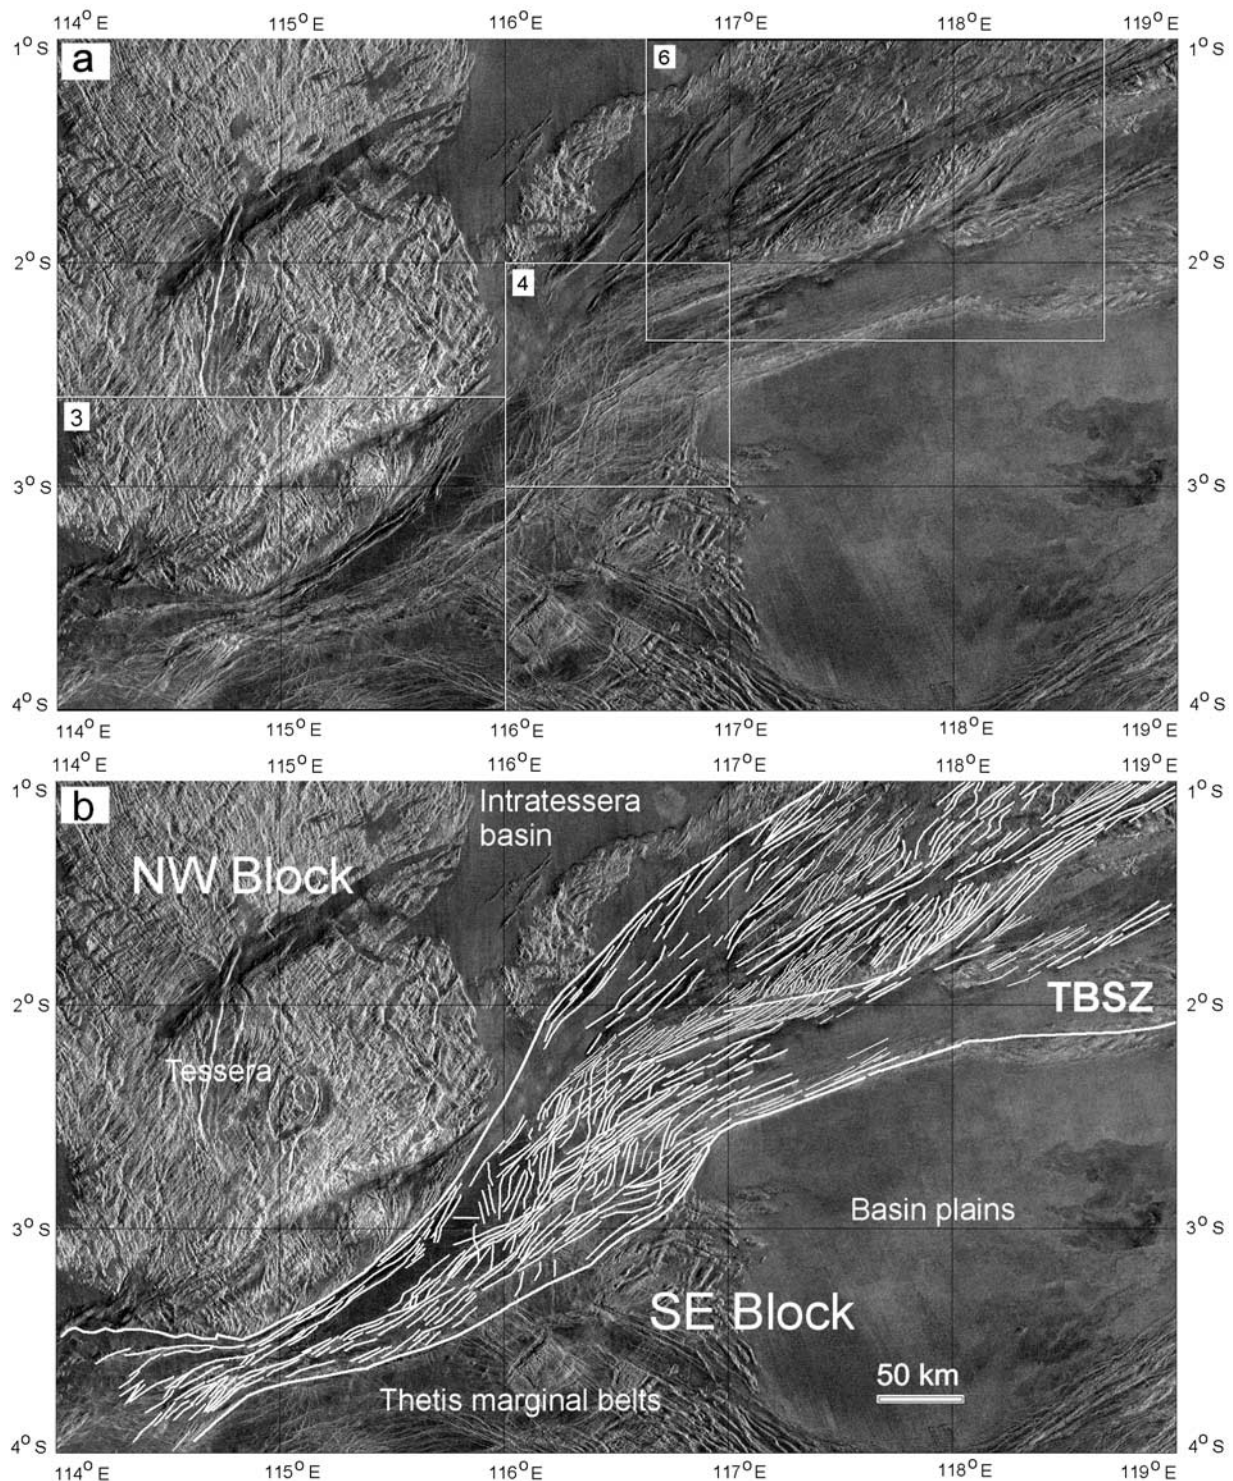 114° E 115° E 116° E 117° E 118° E 119° E
1° S a 6 1° S
2° S 4 2° S
3
3° S 3° S
4° S 4° S
114° E 115° E 116° E 117° E 118° E 119° E
114° E 115° E 116° E 117° E 118° E 119° E
1° S b Intratessera 1° S
basin
NW Block
2° S TBSZ 2° S
Tessera
3° S Basin plains 3° S
SE Block
50 km
Thetis marginal belts
4° S 4° S
114° E 115° E 116° E 117° E 118° E 119° E